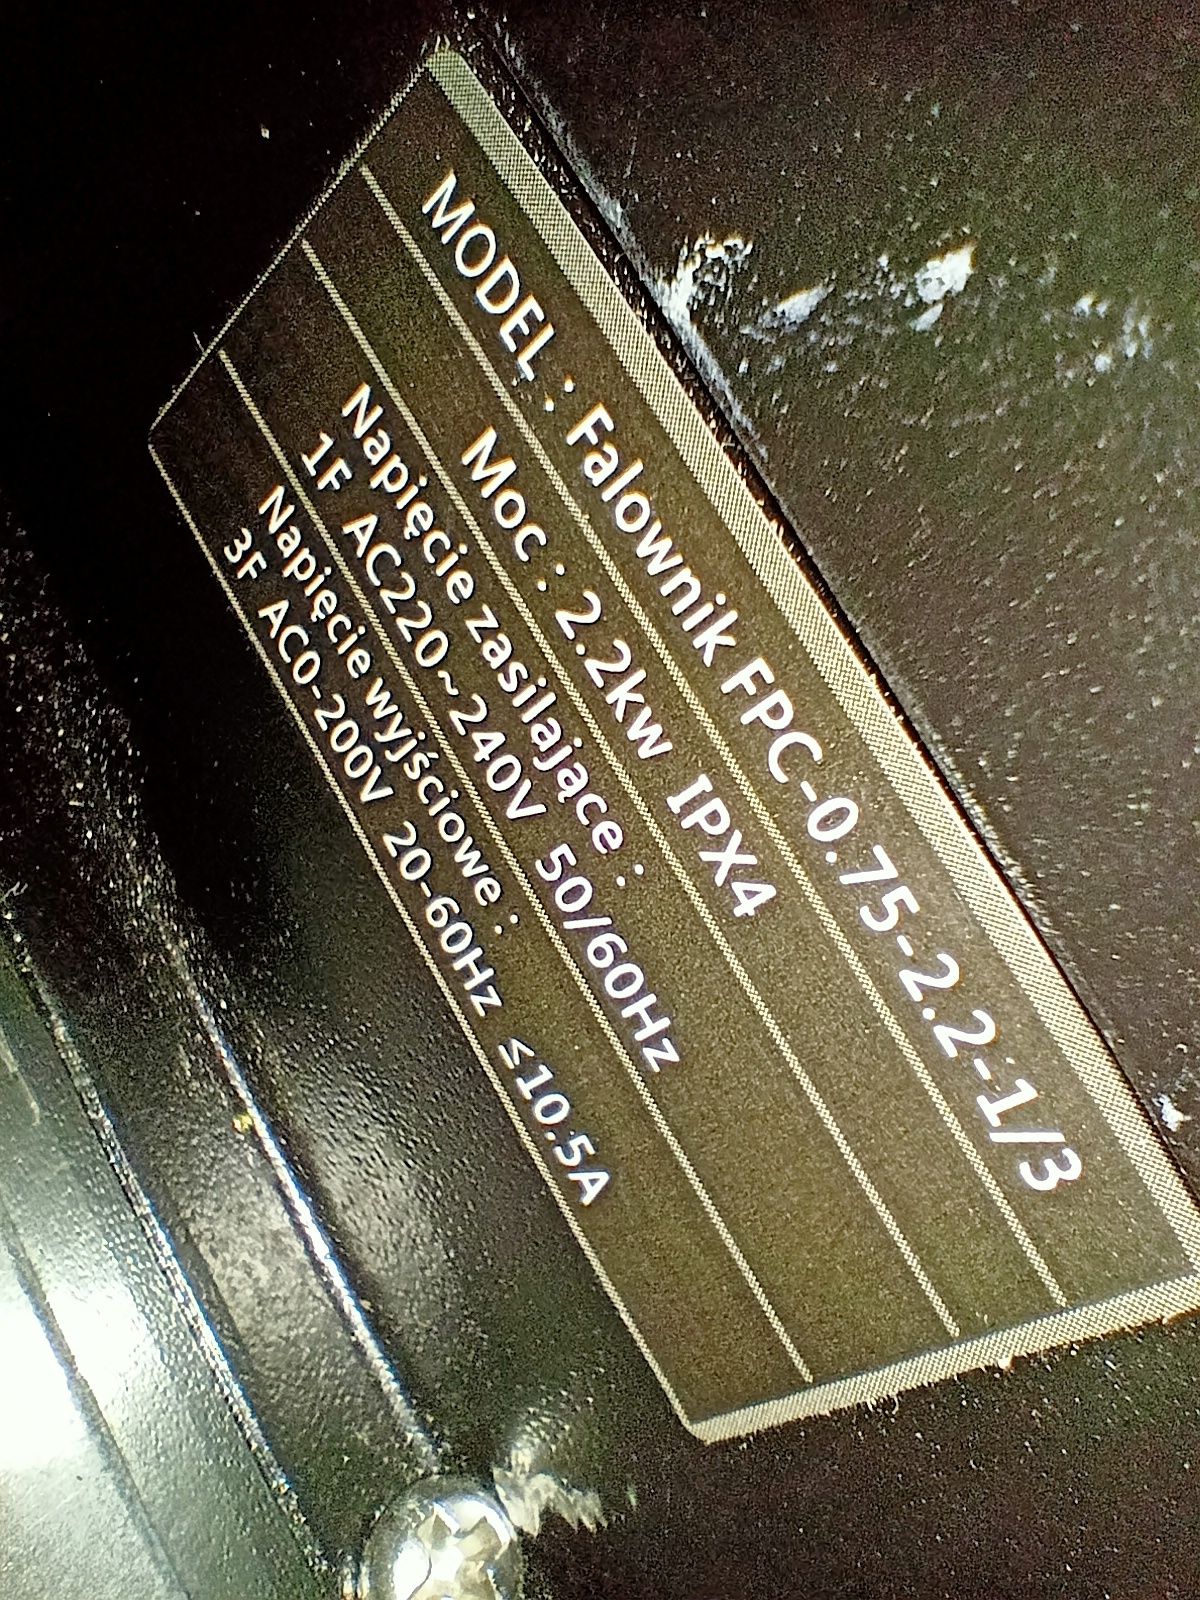 MODEL : Falownik FPC-0.75-2.2-1/3
Moc : 2.2kw IPX4
Napięcie zasilające :
1F AC220~240V 50/60Hz
Napięcie wyjściowe :
3F AC0-200V 20-60Hz ≤10.5A